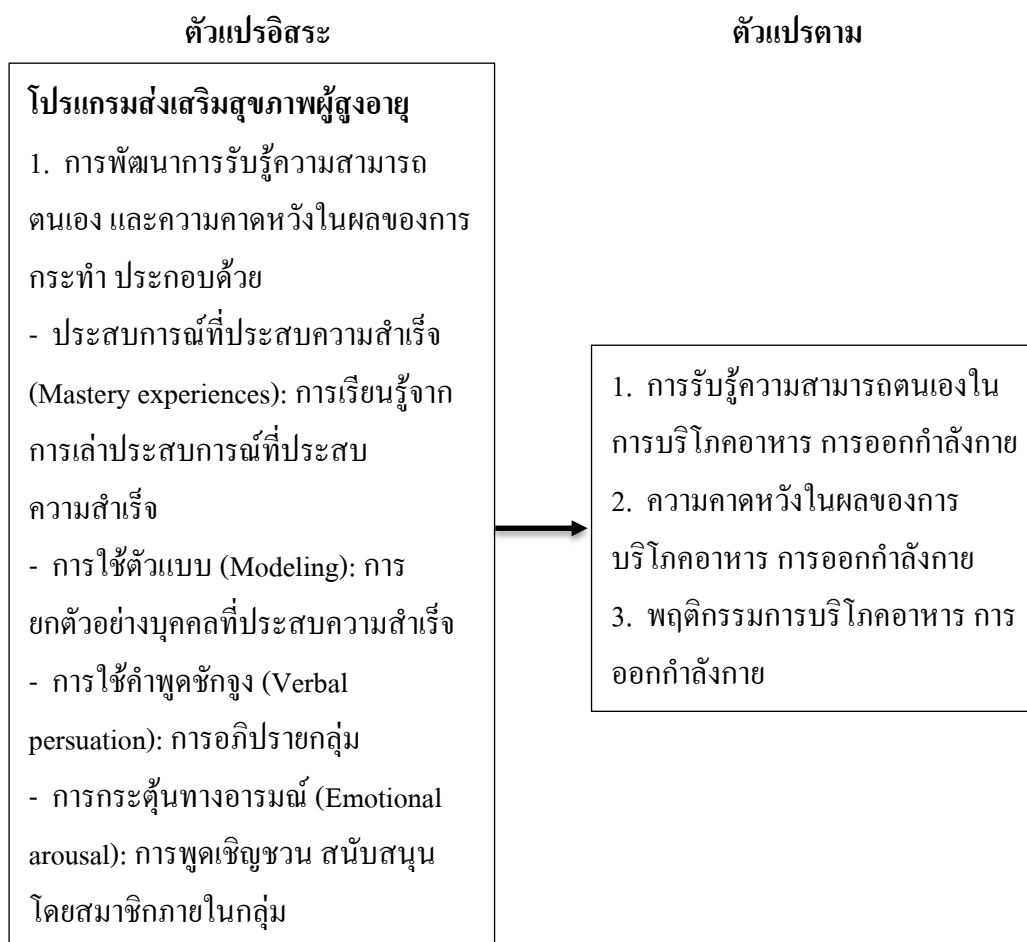 ตัวแปรอิสระ
ตัวแปรตาม
โปรแกรมส่งเสริมสุขภาพผู้สูงอายุ
1. การพัฒนาการรับรู้ความสามารถ
ตนเอง และความคาดหวังในผลของการ
กระทำ ประกอบด้วย
- ประสบการณ์ที่ประสบความสำเร็จ
(Mastery experiences): การเรียนรู้จาก
การเล่าประสบการณ์ที่ประสบ
ความสำเร็จ
- การใช้ตัวแบบ (Modeling): การ
ยกตัวอย่างบุคคลที่ประสบความสำเร็จ
- การใช้คำพูดชักจูง (Verbal
persuation): การอภิปรายกลุ่ม
- การกระตุ้นทางอารมณ์ (Emotional
arousal): การพูดเชิญชวน สนับสนุน
โดยสมาชิกภายในกลุ่ม
1. การรับรู้ความสามารถตนเองใน
การบริโภคอาหาร การออกกำลังกาย
2. ความคาดหวังในผลของการ
บริโภคอาหาร การออกกำลังกาย
3. พฤติกรรมการบริโภคอาหาร การ
ออกกำลังกาย